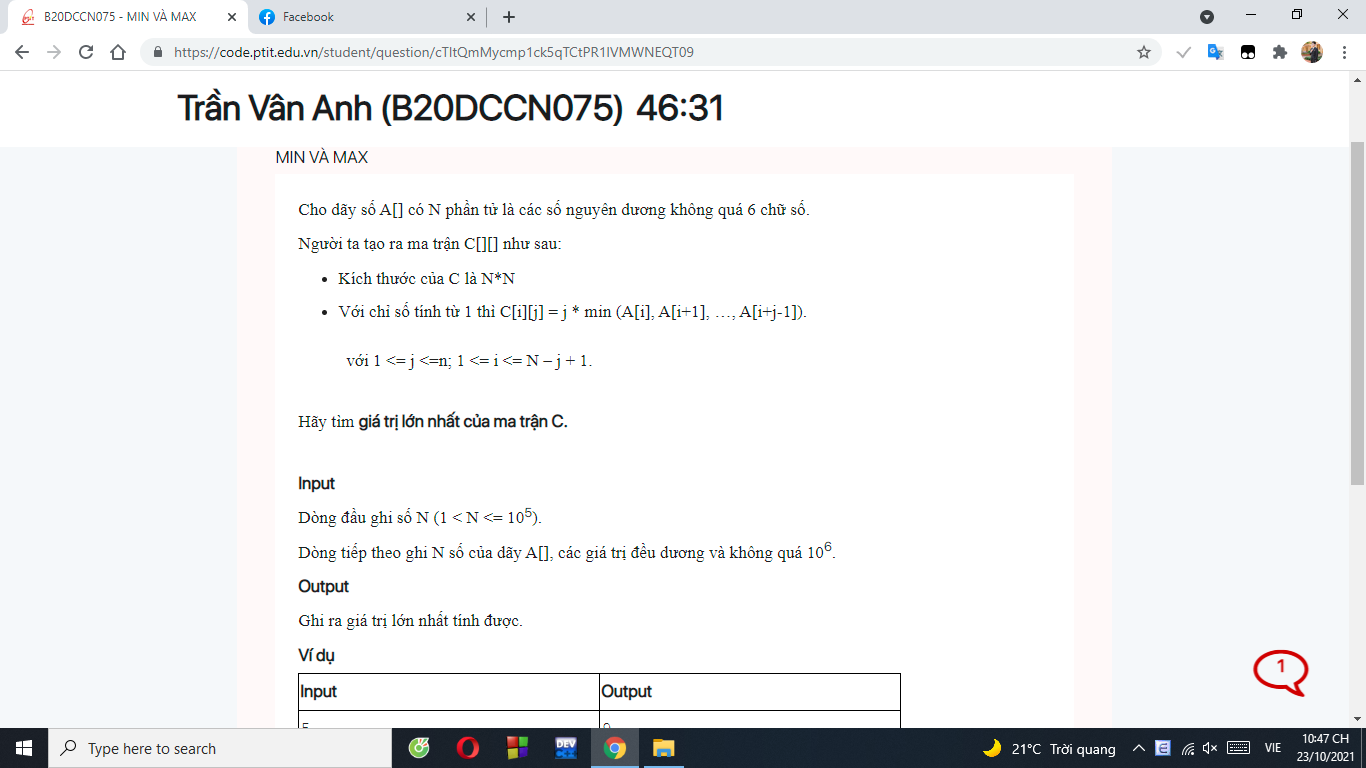 B20DCCN075 - MIN VÀ MAX
Facebook
https://code.ptit.edu.vn/student/question/cTltQmMycmp1ck5qTCtPR1lVMWNEQT09
Trần Vân Anh (B20DCCN075) 46:31
MIN VÀ MAX
Cho dãy số A[] có N phần tử là các số nguyên dương không quá 6 chữ số.
Người ta tạo ra ma trận C[][] như sau:
Kích thước của C là N*N
Với chỉ số tính từ 1 thì C[i][j] = j * min (A[i], A[i+1], …, A[i+j-1]).
với 1 <= j <=n; 1 <= i <= N – j + 1.
Hãy tìm giá trị lớn nhất của ma trận C.
Input
Dòng đầu ghi số N (1 < N <= 10^5).
Dòng tiếp theo ghi N số của dãy A[], các giá trị đều dương và không quá 10^6.
Output
Ghi ra giá trị lớn nhất tính được.
Ví dụ
Input Output
1
Type here to search
DEV
21°C Trời quang
VIE
10:47 CH
23/10/2021